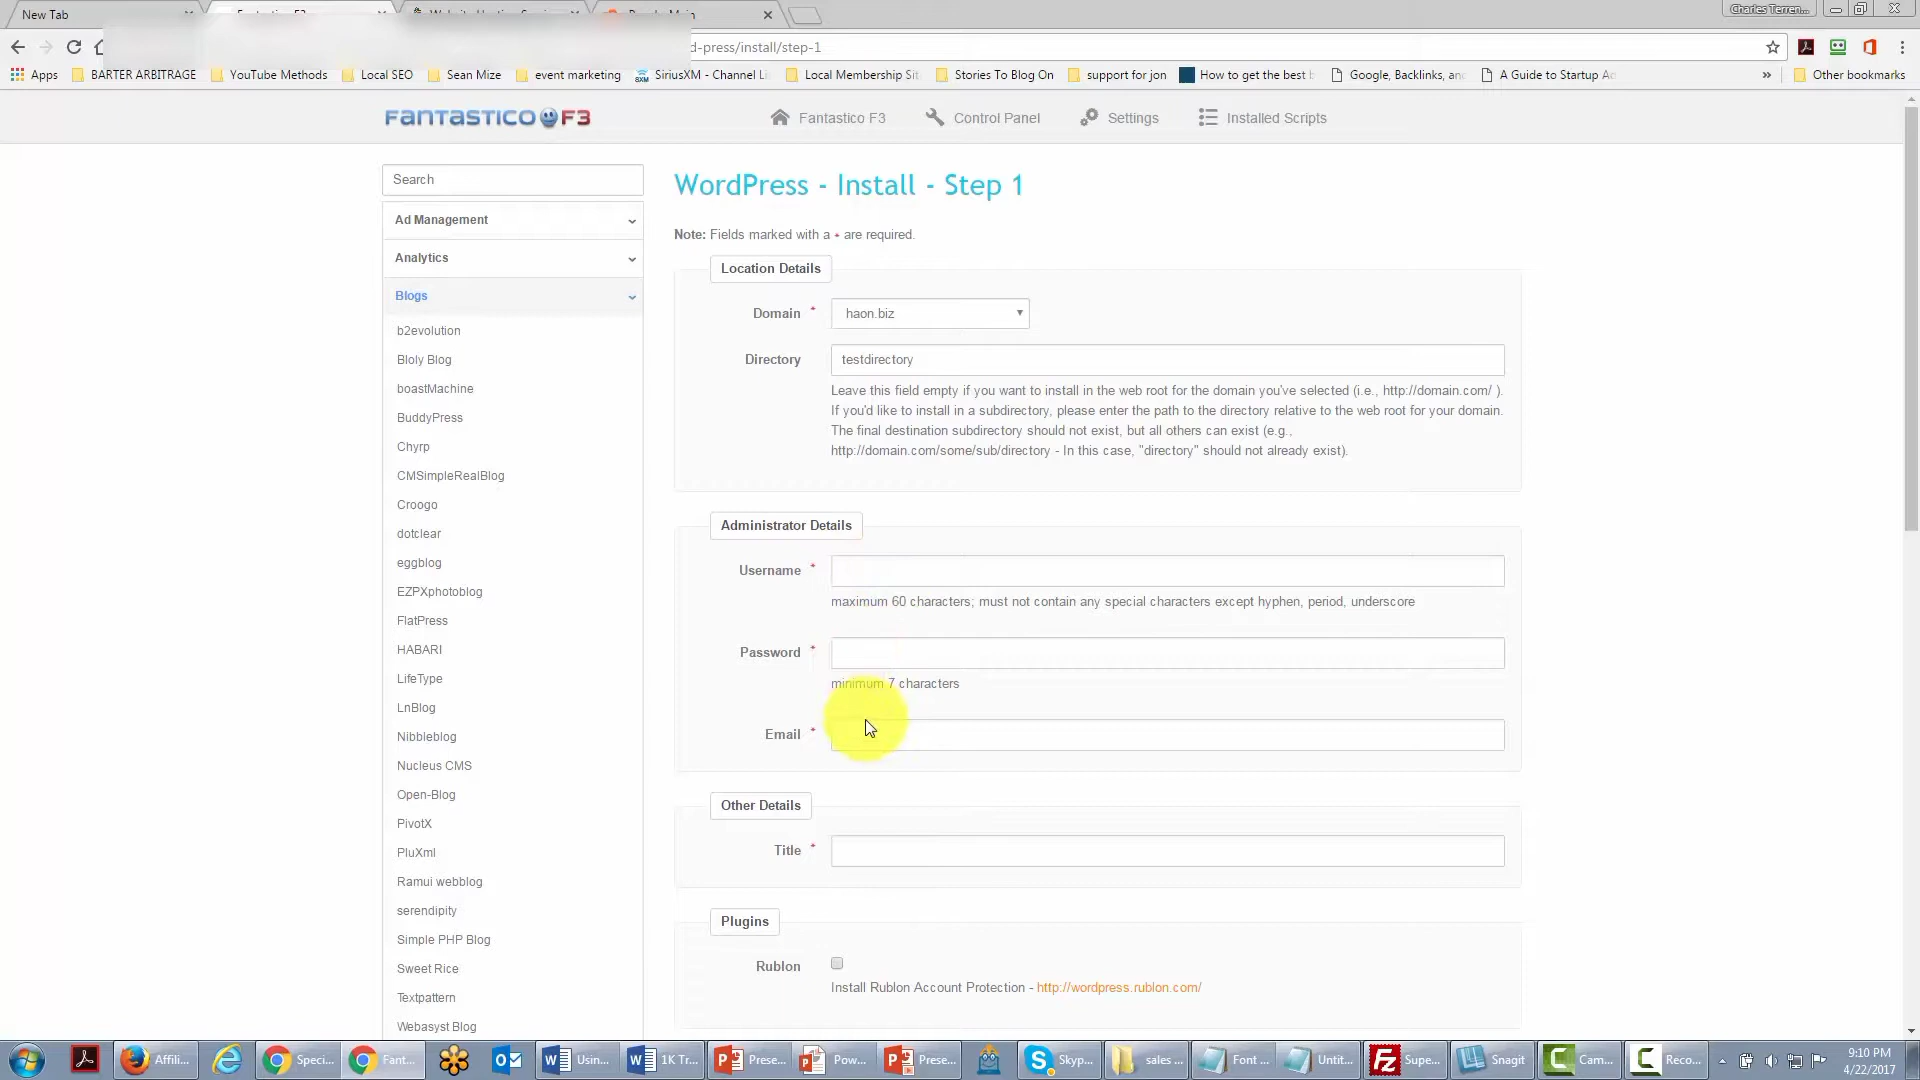 New Tab
Charles Terren...
d-press/install/step-1
Apps
BARTER ARBITRAGE
YouTube Methods
Local SEO
Sean Mize
event marketing
SiriusXM - Channel Li
Local Membership Sit
Stories To Blog On
support for jon
How to get the best
Google, Backlinks, an
A Guide to Startup Ad
»
Other bookmarks
FANTASTICO F3
Fantastico F3
Control Panel
Settings
Installed Scripts
Search
Ad Management
Analytics
Blogs
b2evolution
Bloly Blog
boastMachine
BuddyPress
Chyrp
CMSimpleRealBlog
Croogo
dotclear
eggblog
EZPXphotoblog
FlatPress
HABARI
LifeType
LnBlog
Nibbleblog
Nucleus CMS
Open-Blog
PivotX
PluXml
Ramui webblog
serendipity
Simple PHP Blog
Sweet Rice
Textpattern
Webasyst Blog
WordPress - Install - Step 1
Note: Fields marked with a * are required.
Location Details
Domain *
haon.biz
Directory
testdirectory
Leave this field empty if you want to install in the web root for the domain you've selected (i.e., http://domain.com/ ).
If you'd like to install in a subdirectory, please enter the path to the directory relative to the web root for your domain.
The final destination subdirectory should not exist, but all others can exist (e.g.,
http://domain.com/some/sub/directory - In this case, "directory" should not already exist).
Administrator Details
Username *
maximum 60 characters; must not contain any special characters except hyphen, period, underscore
Password *
minimum 7 characters
Email *
Other Details
Title *
Plugins
Rublon
Install Rublon Account Protection - http://wordpress.rublon.com/
Affili...
Speci...
Fant...
Usin...
1K Tr...
Prese...
Pow...
Prese...
Skyp...
sales ...
Font ...
Untit...
Supe...
Snagit
Cam...
Reco...
9:10 PM
4/22/2017